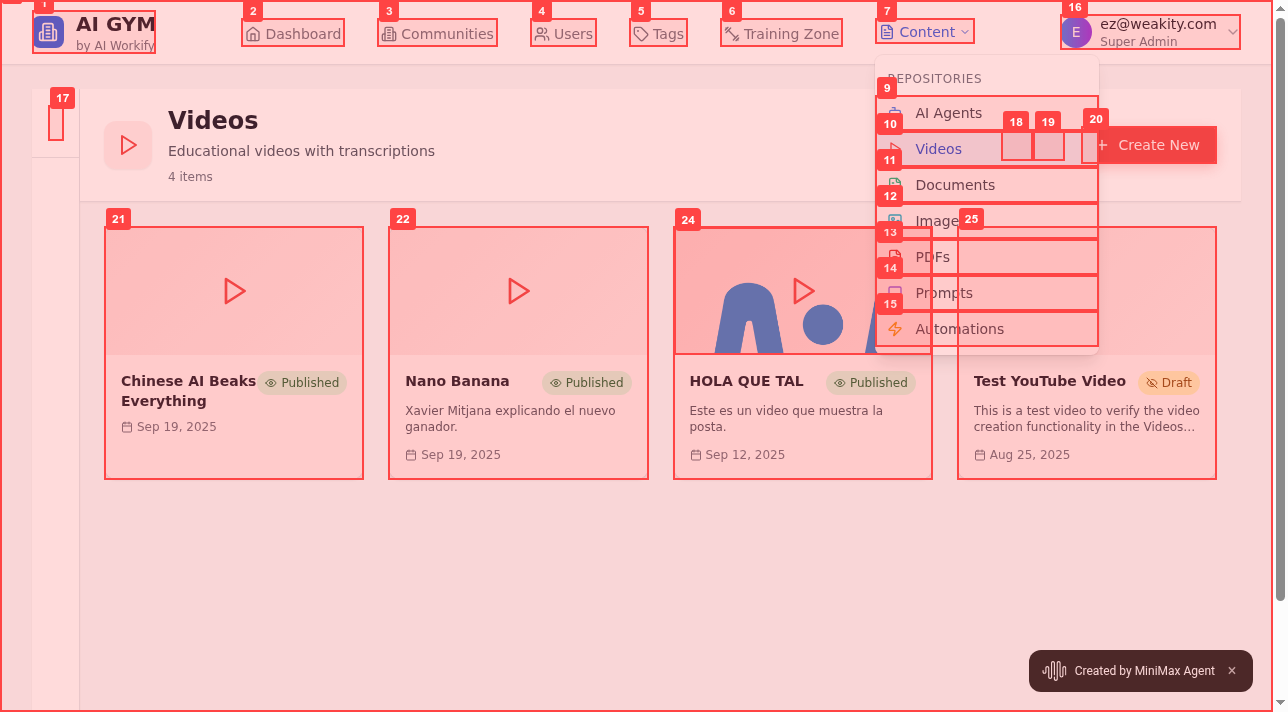 1
AI GYM
by AI Workify
2
Dashboard
3
Communities
4
Users
5
Tags
6
Training Zone
7
Content
16
E
ez@weakity.com
Super Admin
REPOSITORIES
9
AI Agents
10
Videos
11
Documents
12
Image
13
PDFs
14
Prompts
15
Automations
17
Videos
Educational videos with transcriptions
4 items
18
19
20
+ Create New
21
Chinese AI Beaks
Everything
Published
Sep 19, 2025
22
Nano Banana
Published
Xavier Mitjana explicando el nuevo
ganador.
Sep 19, 2025
24
HOLA QUE TAL
Published
Este es un video que muestra la
posta.
Sep 12, 2025
25
Test YouTube Video
Draft
This is a test video to verify the video
creation functionality in the Videos...
Aug 25, 2025
Created by MiniMax Agent ×